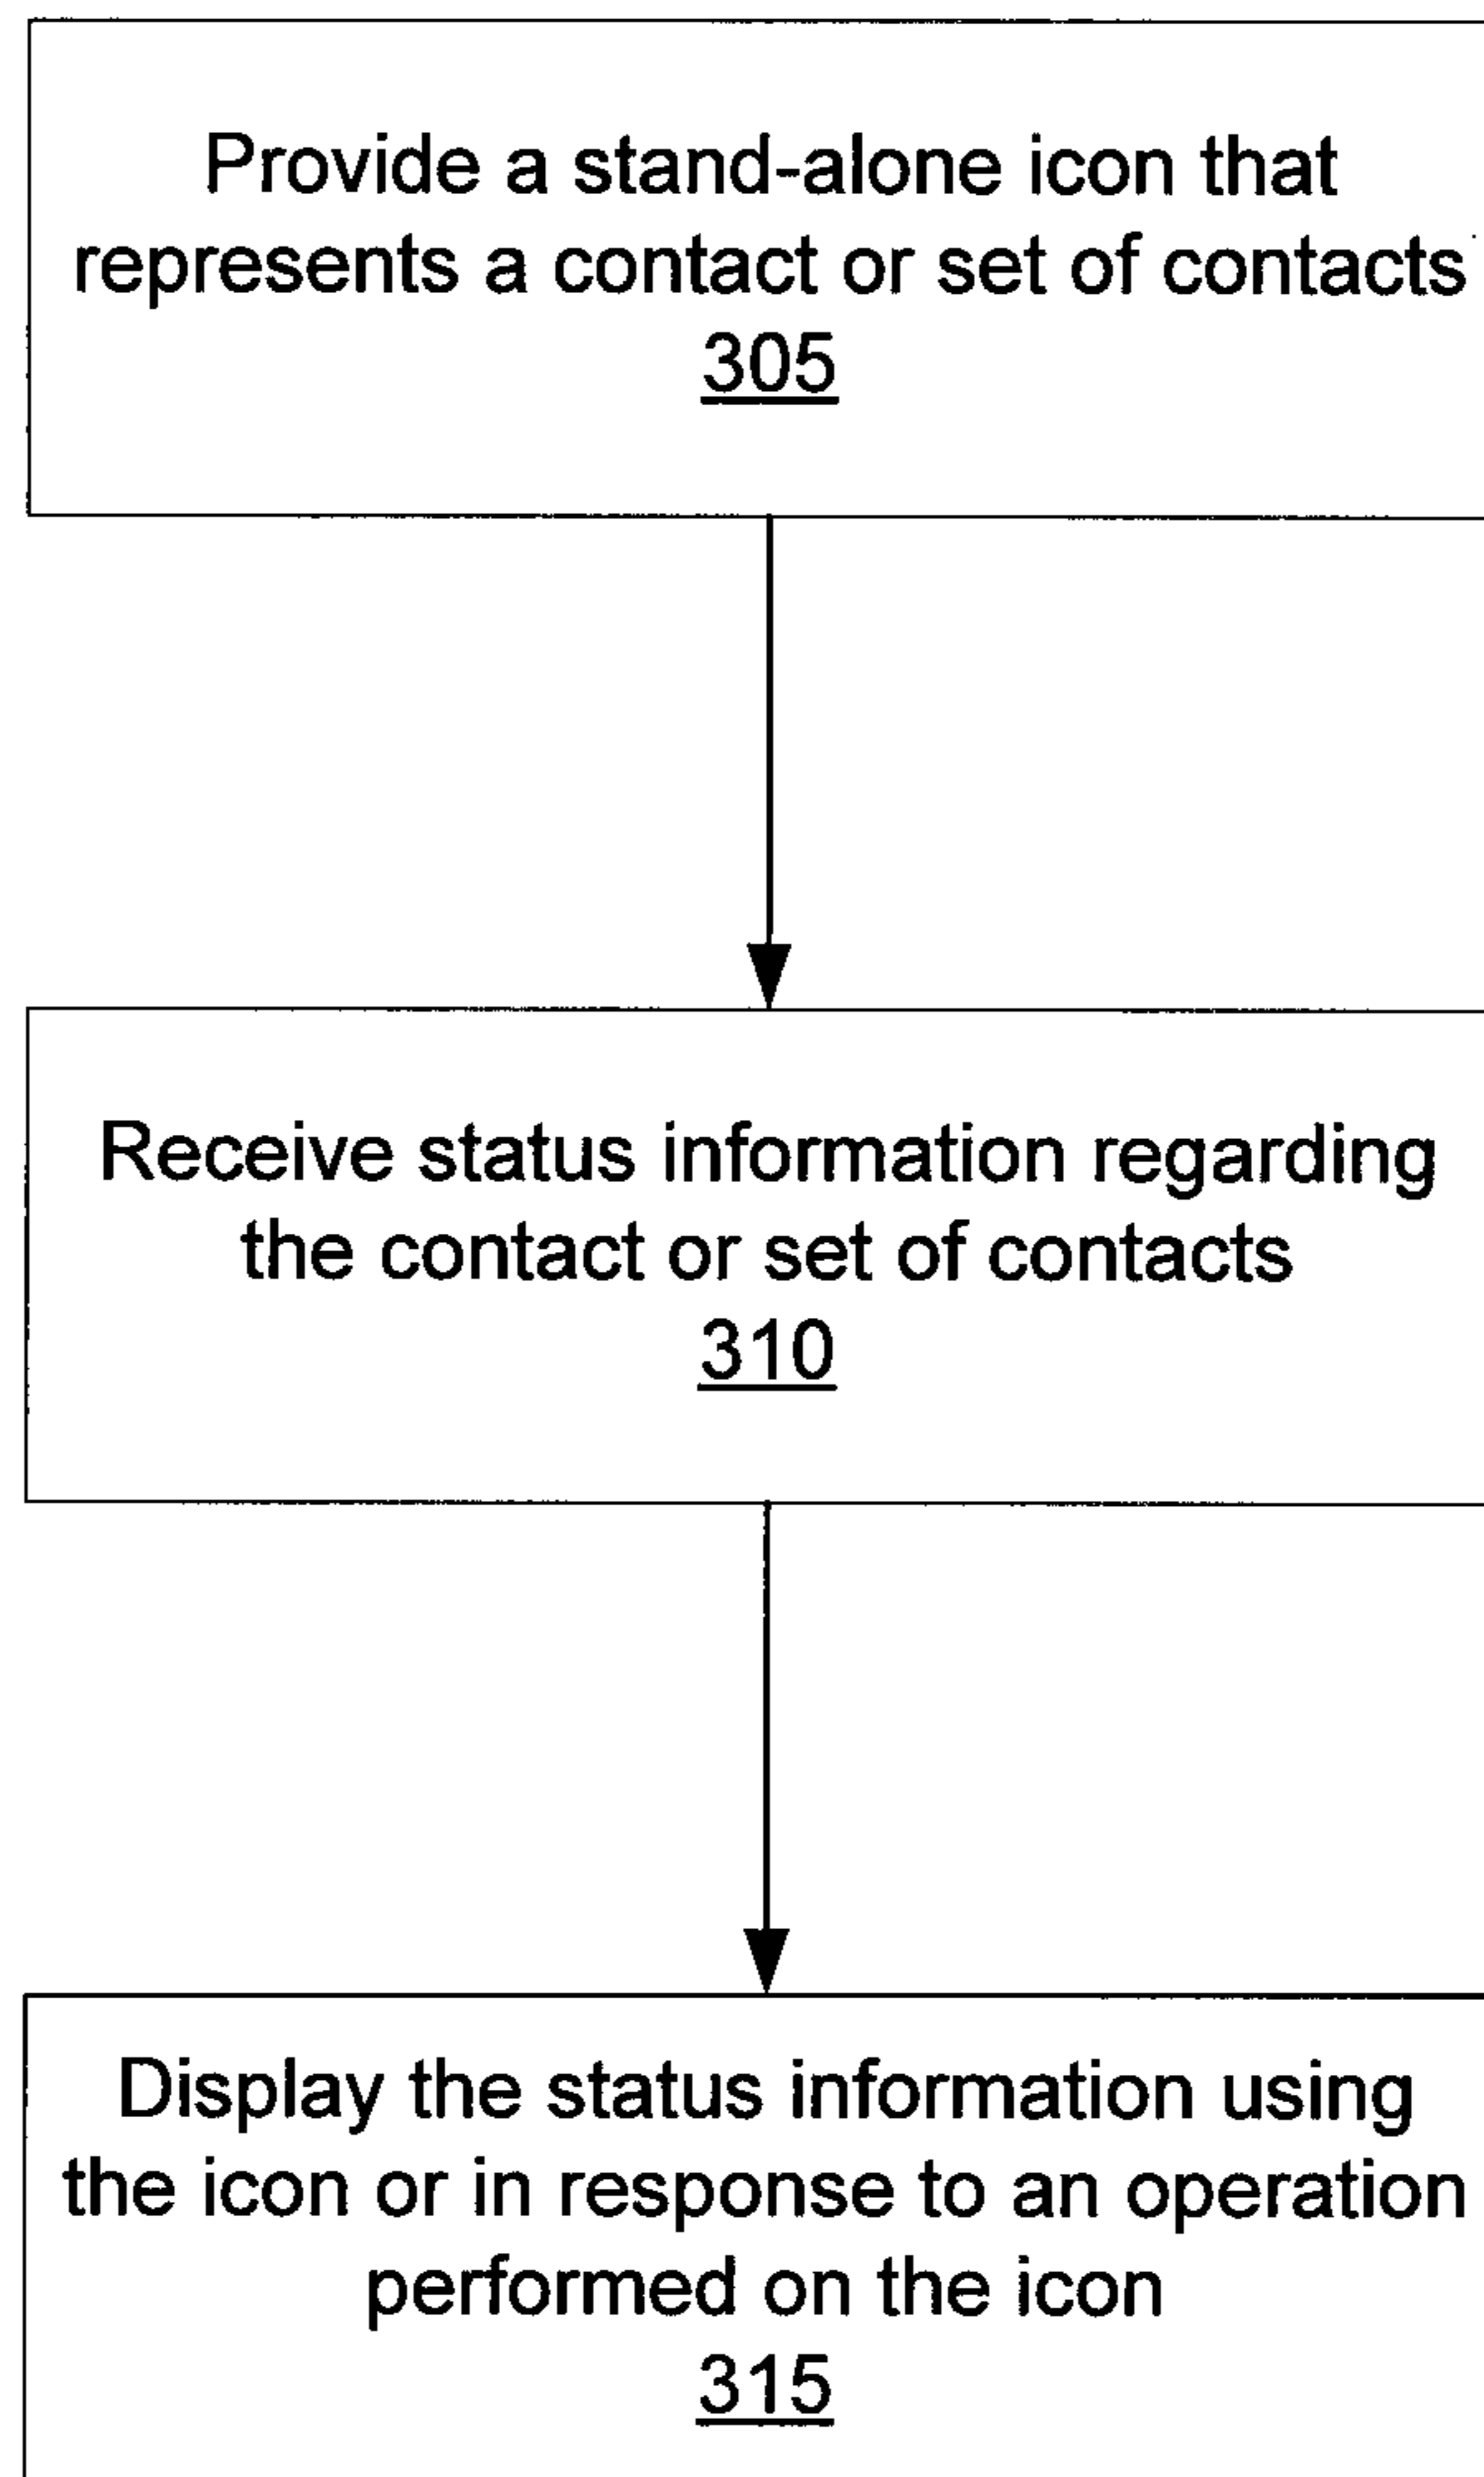 Provide a stand-alone icon that
represents a contact or set of contacts
305
Receive status information regarding
the contact or set of contacts
310
Display the status information using
the icon or in response to an operation
performed on the icon
315